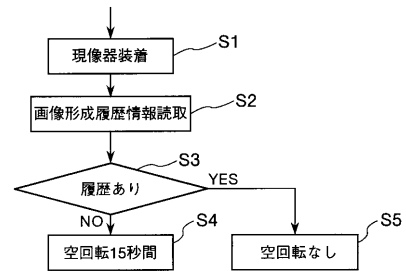 現像器装着
S1
画像形成履歴情報読取
S2
履歴あり
S3
YES
NO
空回転15秒間
S4
空回転なし
S5